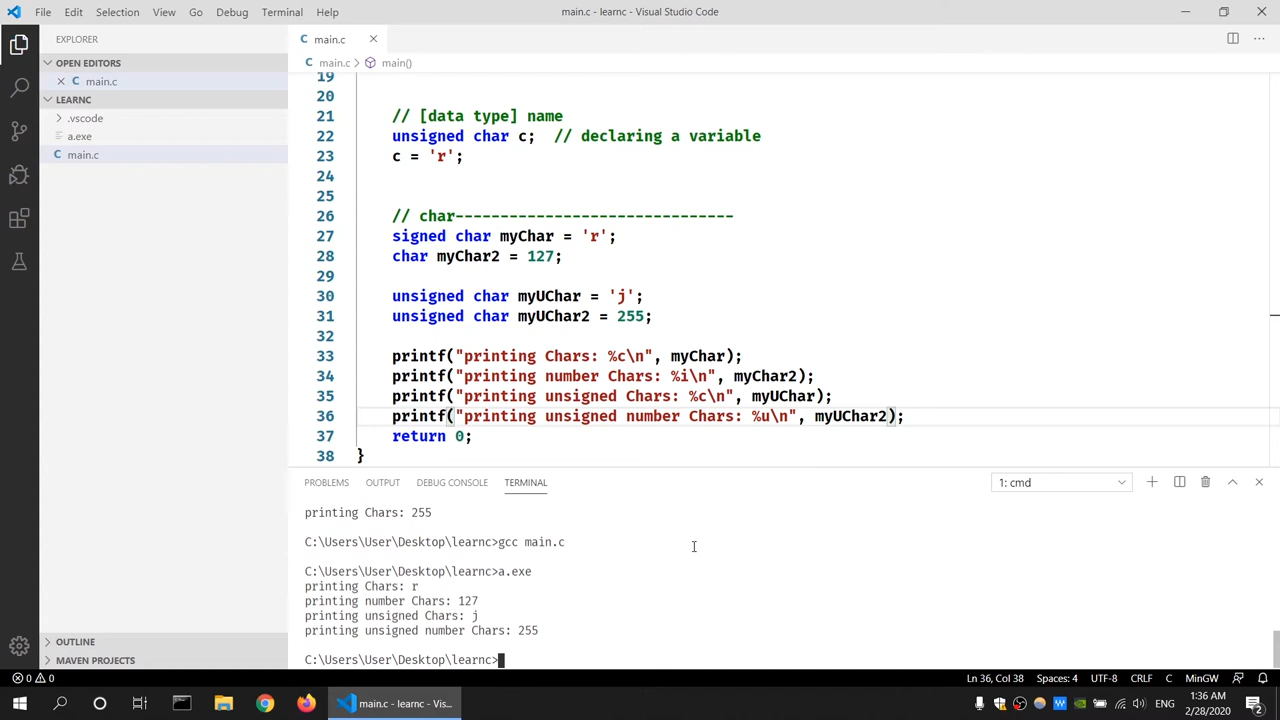 File Edit Selection View Go Debug Terminal Help
main.c - learnc - Visual Studio Code
EXPLORER
OPEN EDITORS
main.c
LEARNC
.vscode
a.exe
main.c
OUTLINE
MAVEN PROJECTS
main.c
main.c > main()
19
20
21 // [data type] name
22 unsigned char c;  // declaring a variable
23 c = 'r';
24
25
26 // char-------------------------------
27 signed char myChar = 'r';
28 char myChar2 = 127;
29
30 unsigned char myUChar = 'j';
31 unsigned char myUChar2 = 255;
32
33 printf("printing Chars: %c\n", myChar);
34 printf("printing number Chars: %i\n", myChar2);
35 printf("printing unsigned Chars: %c\n", myUChar);
36 printf("printing unsigned number Chars: %u\n", myUChar2);
37 return 0;
38 }
PROBLEMS OUTPUT DEBUG CONSOLE TERMINAL
1: cmd
printing Chars: 255
C:\Users\User\Desktop\learnc>gcc main.c
C:\Users\User\Desktop\learnc>a.exe
printing Chars: r
printing number Chars: 127
printing unsigned Chars: j
printing unsigned number Chars: 255
C:\Users\User\Desktop\learnc>
0 0
Ln 36, Col 38 Spaces: 4 UTF-8 CRLF C MinGW
main.c - learnc - Vis...
1:36 AM
2/28/2020
2